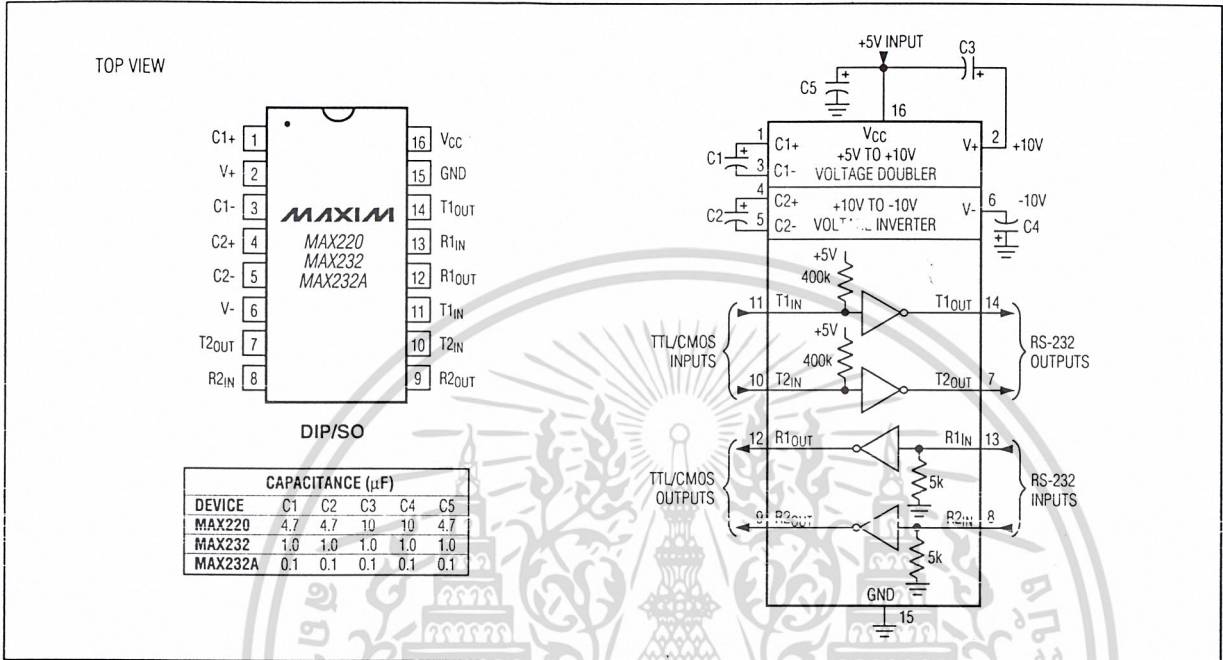 TOP VIEW
C1+ 1
V+ 2
C1- 3
C2+ 4
C2- 5
V- 6
T2OUT 7
R2IN 8
MAXIM
MAX220
MAX232
MAX232A
16 VCC
15 GND
14 T1OUT
13 R1IN
12 R1OUT
11 T1IN
10 T2IN
9 R2OUT
DIP/SO
CAPACITANCE (µF)
DEVICE C1 C2 C3 C4 C5
MAX220 4.7 4.7 10 10 4.7
MAX232 1.0 1.0 1.0 1.0 1.0
MAX232A 0.1 0.1 0.1 0.1 0.1
+5V INPUT
C3
+
C5 +
+
16
VCC
1 C1+
C1 +
3 C1-
+5V TO +10V
VOLTAGE DOUBLER
V+ 2 +10V
4 C2+
C2 +
5 C2-
+10V TO -10V
INVERTER
V- 6 -10V
C4
+
+5V
400k
11 T1IN
T1OUT 14
+5V
400k
TTL/CMOS
INPUTS
RS-232
OUTPUTS
10 T2IN
T2OUT 7
12 R1OUT
R1IN 13
5k
TTL/CMOS
OUTPUTS
RS-232
INPUTS
9 R2OUT
R2IN 8
5k
GND
15